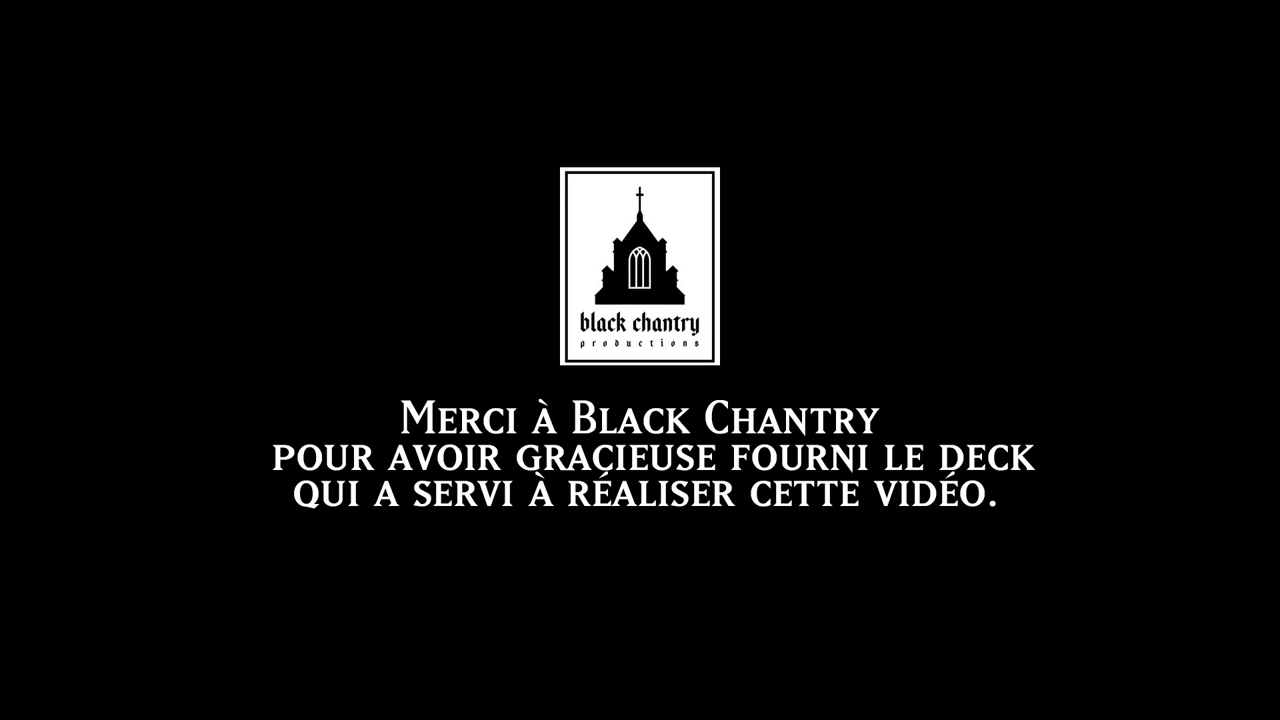 black chantry
productions
Merci à Black Chantry
pour avoir gracieuse fourni le deck
qui a servi à réaliser cette vidéo.